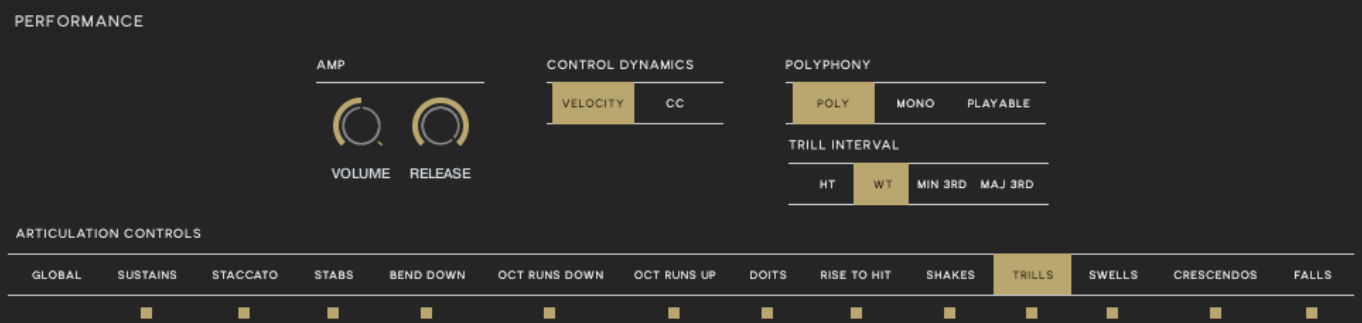 PERFORMANCE
AMP
CONTROL DYNAMICS
POLYPHONY
VELOCITY CC
POLY MONO PLAYABLE
TRILL INTERVAL
VOLUME RELEASE
HT WT MIN 3RD MAJ 3RD
ARTICULATION CONTROLS
GLOBAL SUSTAINS STACCATO STABS BEND DOWN OCT RUNS DOWN OCT RUNS UP DOITS RISE TO HIT SHAKES TRILLS SWELLS CRESCENDOS FALLS